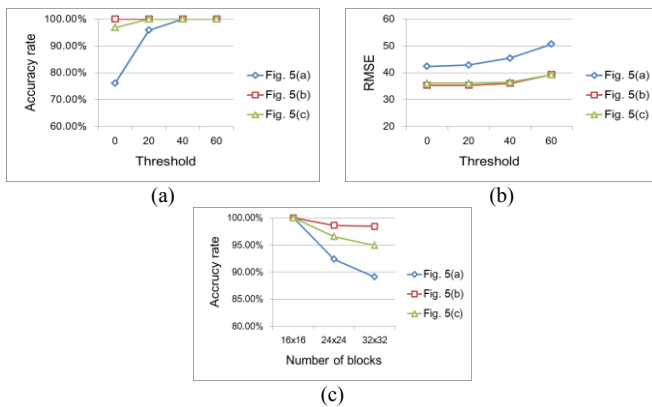 100.00%
90.00%
80.00%
70.00%
60.00%
Accuracy rate
0 20 40 60
Threshold
Fig. 5(a)
Fig. 5(b)
Fig. 5(c)
(a)
60
50
40
30
20
RMSE
0 20 40 60
Threshold
Fig. 5(a)
Fig. 5(b)
Fig. 5(c)
(b)
100.00%
95.00%
90.00%
85.00%
80.00%
Accrucy rate
16x16 24x24 32x32
Number of blocks
Fig. 5(a)
Fig. 5(b)
Fig. 5(c)
(c)